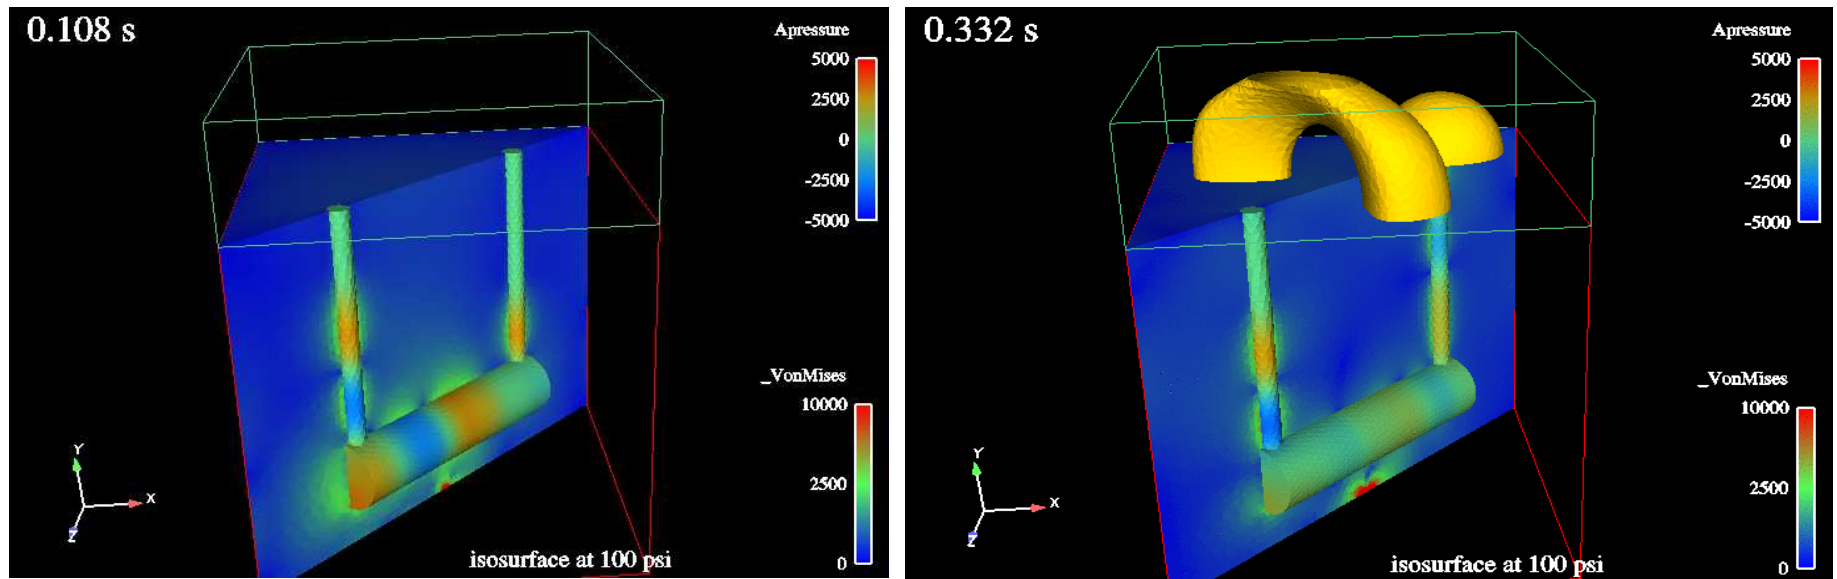 0.108 s
Apressure
5000
2500
0
-2500
-5000
_VonMises
10000
2500
0
Y
X
Z
isosurface at 100 psi
0.332 s
Apressure
5000
2500
0
-2500
-5000
_VonMises
10000
2500
0
Y
X
Z
isosurface at 100 psi